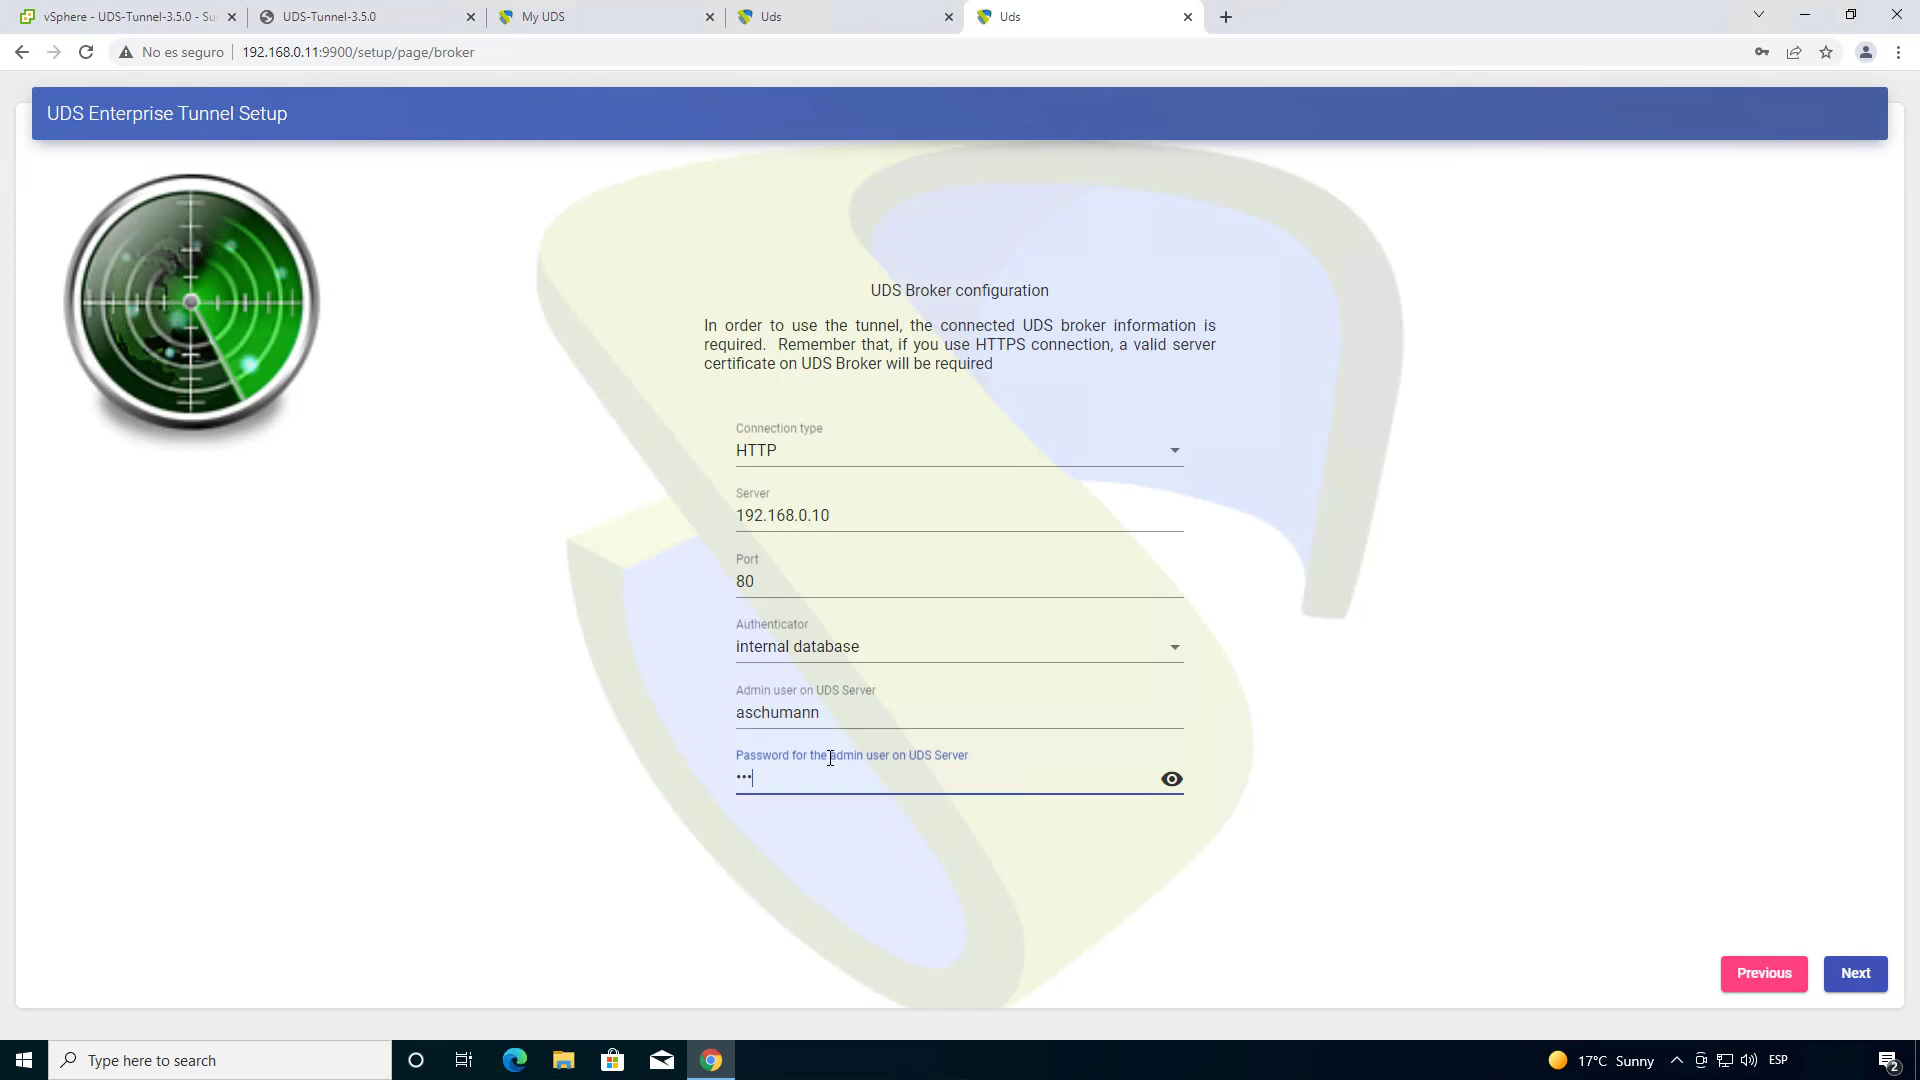 vSphere - UDS-Tunnel-3.5.0 - Su
UDS-Tunnel-3.5.0
My UDS
Uds
Uds
No es seguro
192.168.0.11:9900/setup/page/broker
UDS Enterprise Tunnel Setup
UDS Broker configuration
In order to use the tunnel, the connected UDS broker information is
required. Remember that, if you use HTTPS connection, a valid server
certificate on UDS Broker will be required
Connection type
HTTP
Server
192.168.0.10
Port
80
Authenticator
internal database
Admin user on UDS Server
aschumann
Password for the admin user on UDS Server
•••
Previous
Next
Type here to search
17°C Sunny
ESP
2